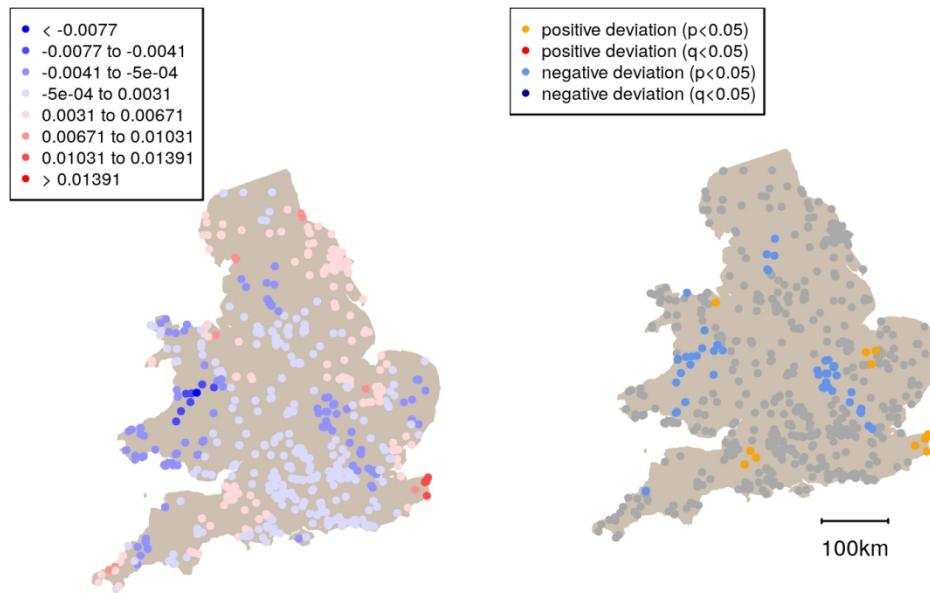 < -0.0077
-0.0077 to -0.0041
-0.0041 to -5e-04
-5e-04 to 0.0031
0.0031 to 0.00671
0.00671 to 0.01031
0.01031 to 0.01391
> 0.01391
positive deviation (p<0.05)
positive deviation (q<0.05)
negative deviation (p<0.05)
negative deviation (q<0.05)
100km